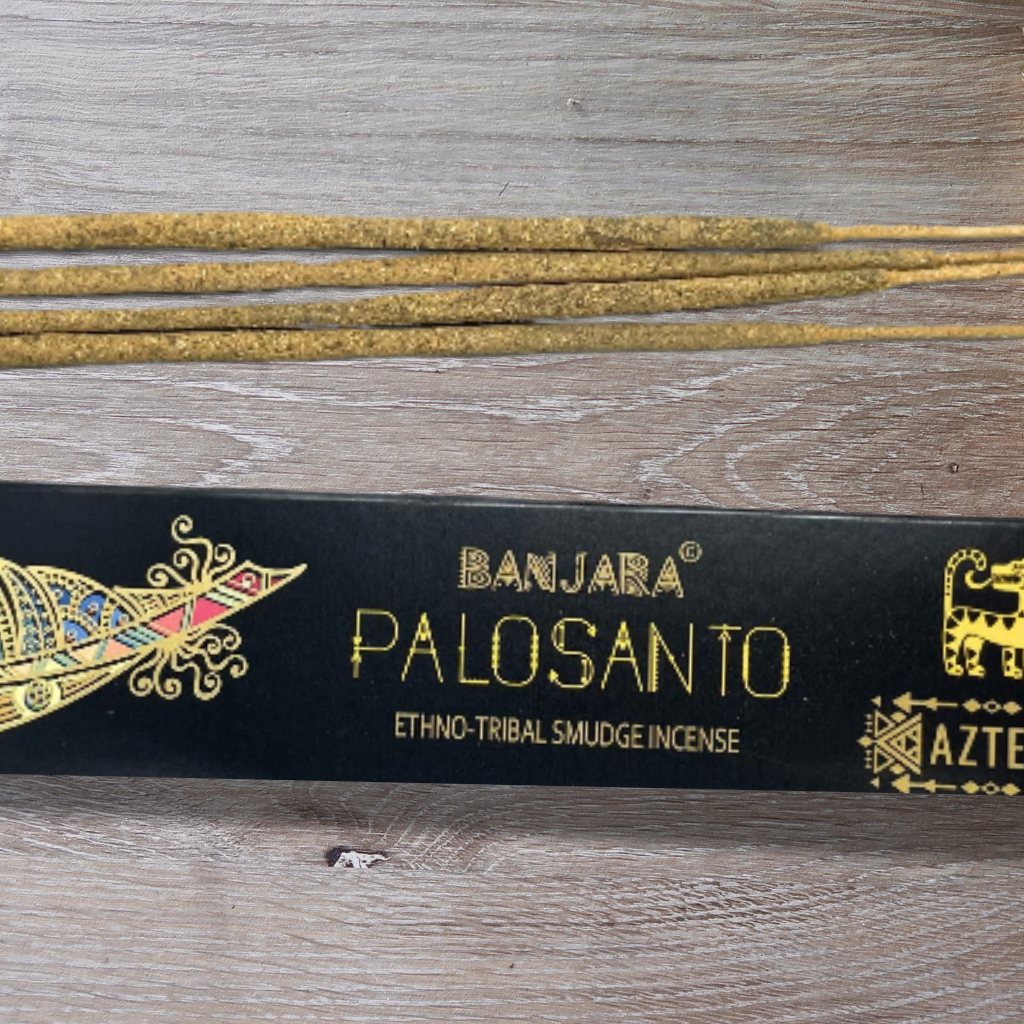 BANJARA©
PALOSANTO
ETHNO-TRIBAL SMUDGE INCENSE
AZTE